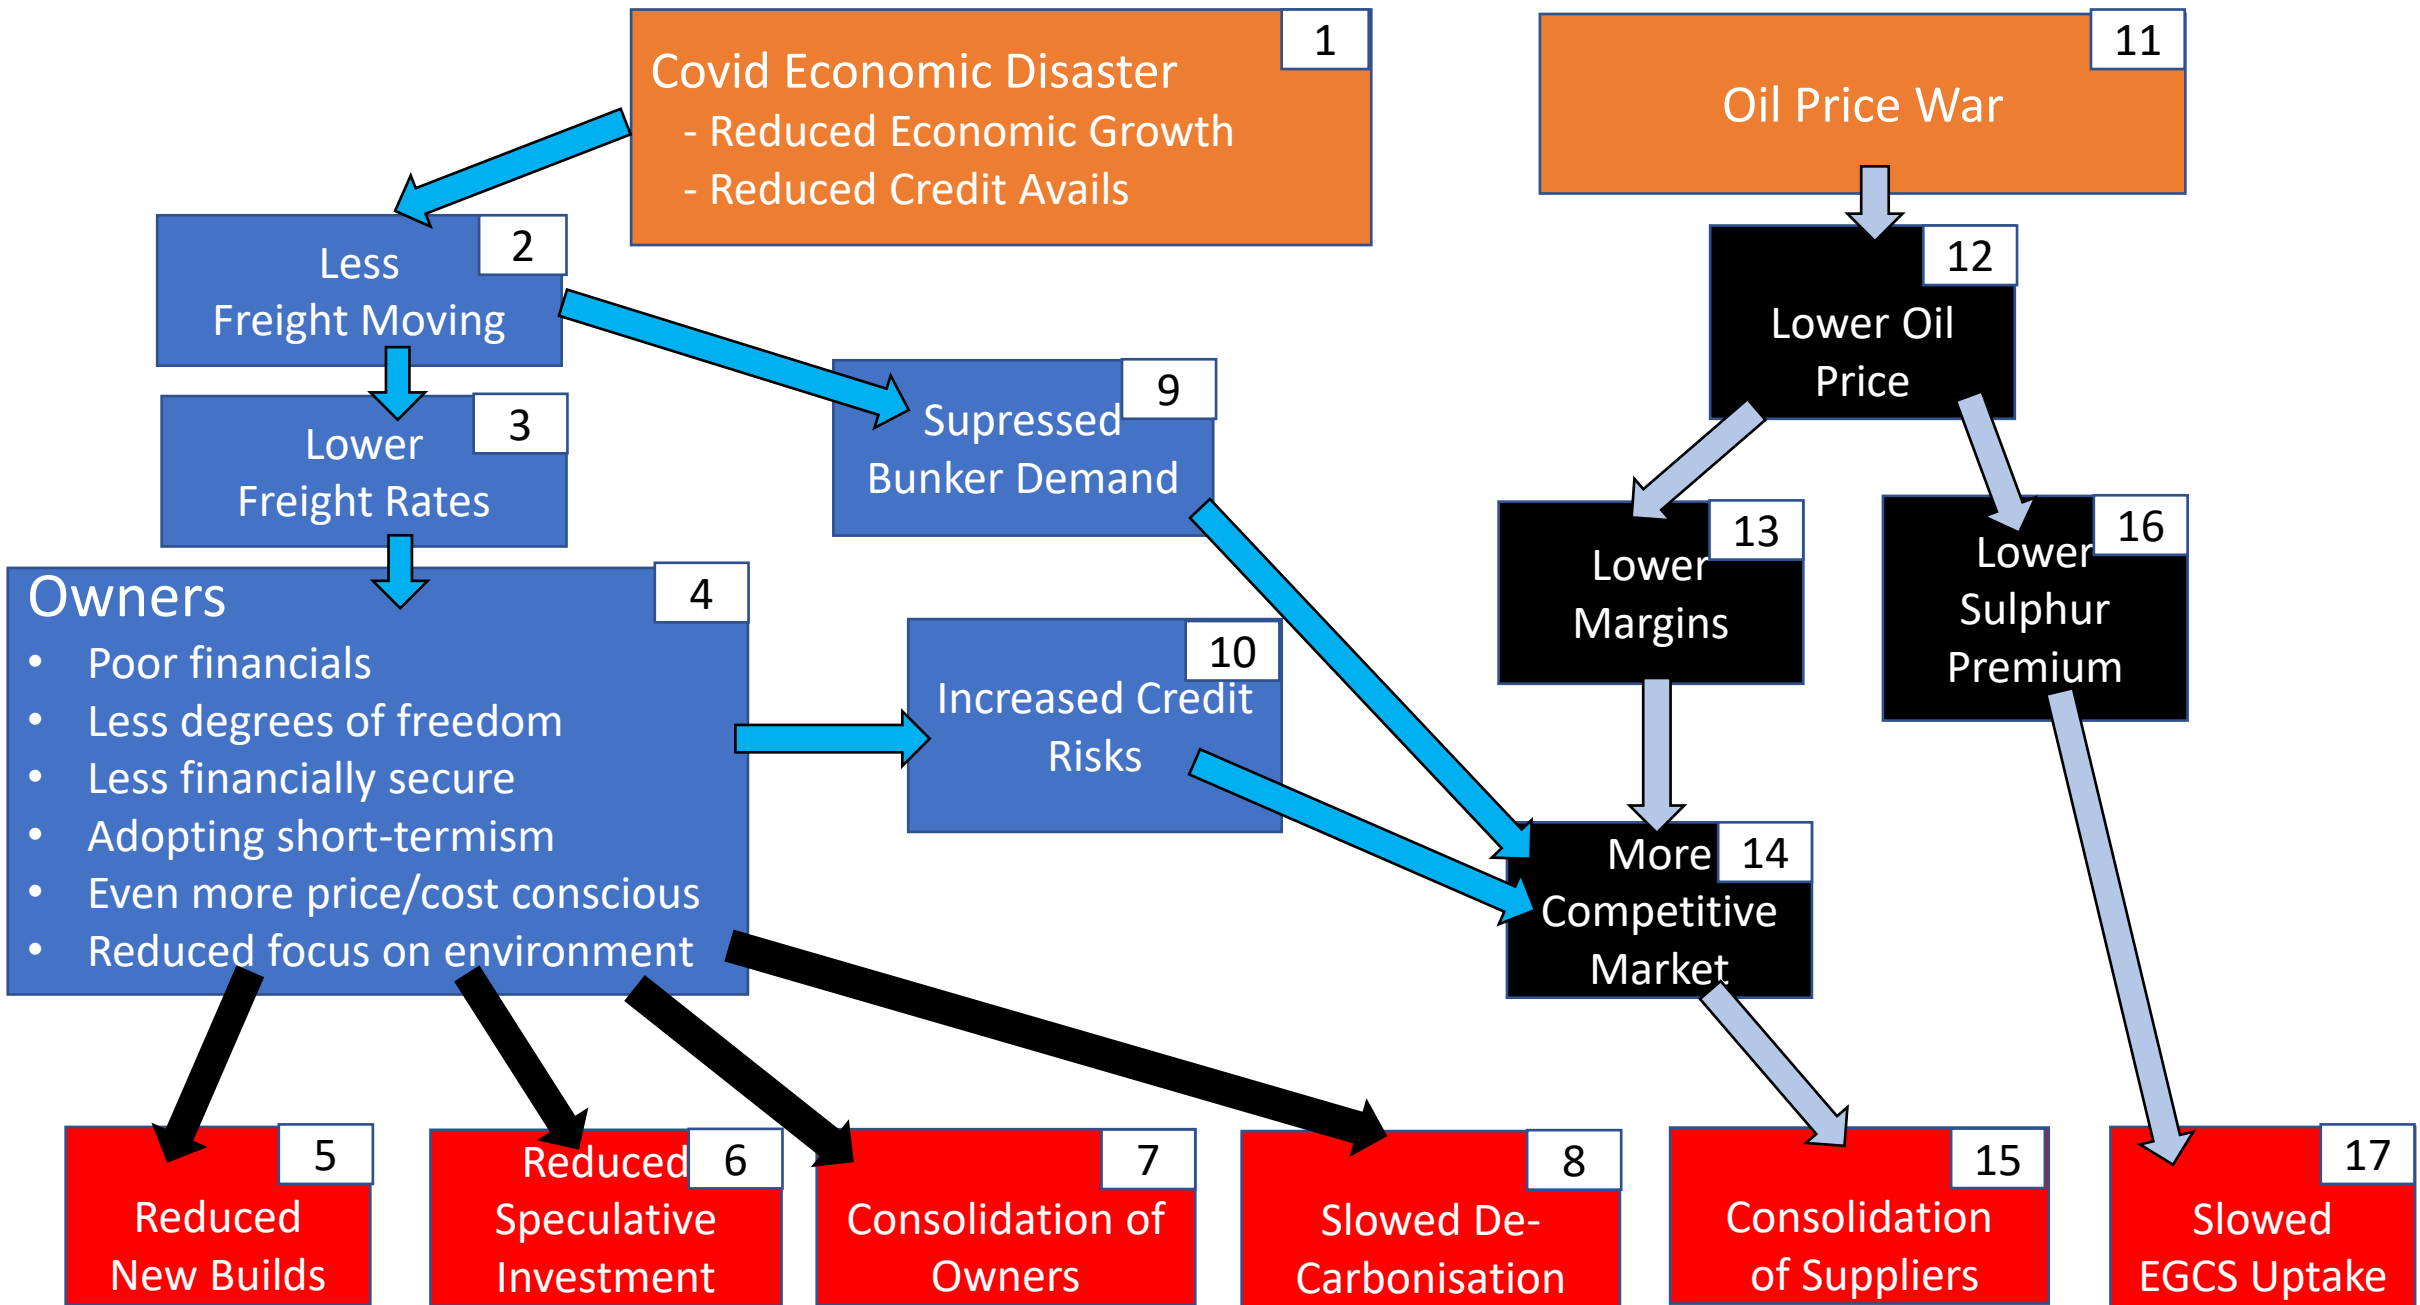 1
Covid Economic Disaster
- Reduced Economic Growth
- Reduced Credit Avails
11
Oil Price War
2
Less
Freight Moving
12
Lower Oil
Price
3
Lower
Freight Rates
9
Supressed
Bunker Demand
13
Lower
Margins
16
Lower
Sulphur
Premium
4
Owners
• Poor financials
• Less degrees of freedom
• Less financially secure
• Adopting short-termism
• Even more price/cost conscious
• Reduced focus on environment
10
Increased Credit
Risks
14
More
Competitive
Market
5
Reduced
New Builds
6
Reduced
Speculative
Investment
7
Consolidation of
Owners
8
Slowed De-
Carbonisation
15
Consolidation
of Suppliers
17
Slowed
EGCS Uptake